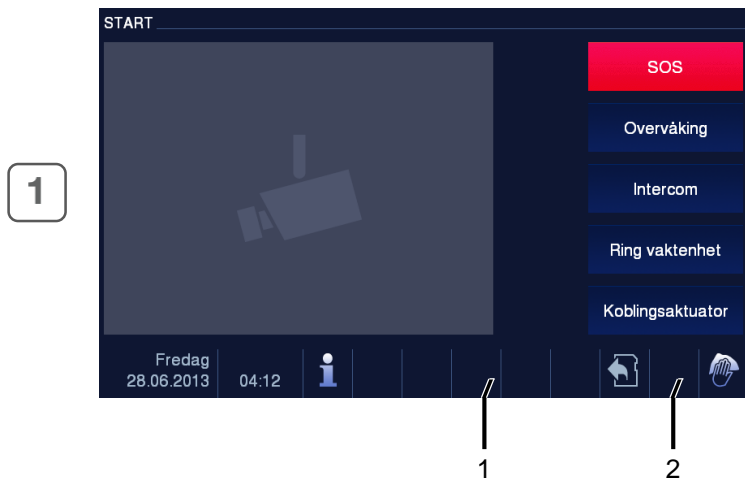 START
SOS
Overvåking
1
Intercom
Ring vaktenhet
Koblingsaktuator
Fredag
28.06.2013
04:12
1
2